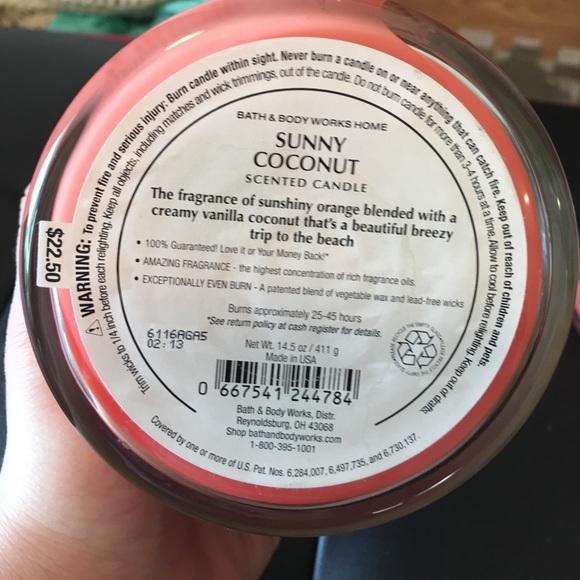 $22.50
⚠ WARNING: To prevent fire and serious injury: Burn candle within sight. Never burn a candle on or near anything that can catch fire. Keep out of reach of children and pets.
Trim wicks to 1/4 inch before each relighting. Keep all objects, including matches and wick trimmings, out of the candle. Do not burn candle for more than 3-4 hours at a time. Allow to cool before relighting. Keep out of drafts.
BATH & BODY WORKS HOME
SUNNY
COCONUT
SCENTED CANDLE
The fragrance of sunshiny orange blended with a
creamy vanilla coconut that's a beautiful breezy
trip to the beach
• 100% Guaranteed! Love it or Your Money Back!*
• AMAZING FRAGRANCE - the highest concentration of rich fragrance oils.
• EXCEPTIONALLY EVEN BURN - A patented blend of vegetable wax and lead-free wicks
Burns approximately 25-45 hours
*See return policy at cash register for details.
6116AGA5
02:13
Net Wt. 14.5 oz / 411 g
Made in USA
0 667541 244784
Bath & Body Works, Distr.
Reynoldsburg, OH 43068
Shop bathandbodyworks.com
1-800-395-1001
Covered by one or more of U.S. Pat. Nos. 6,284,007, 6,497,735, and 6,730,137.